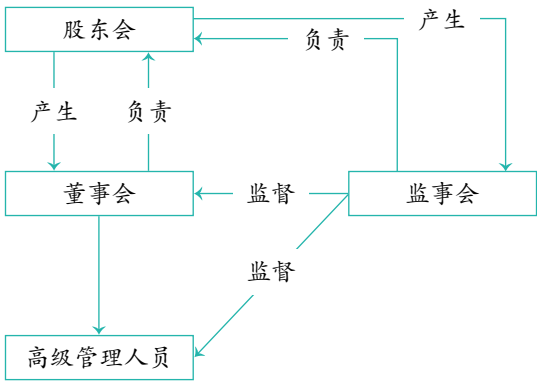 股东会
产生
负责
产生
负责
董事会
监督
监事会
监督
高级管理人员